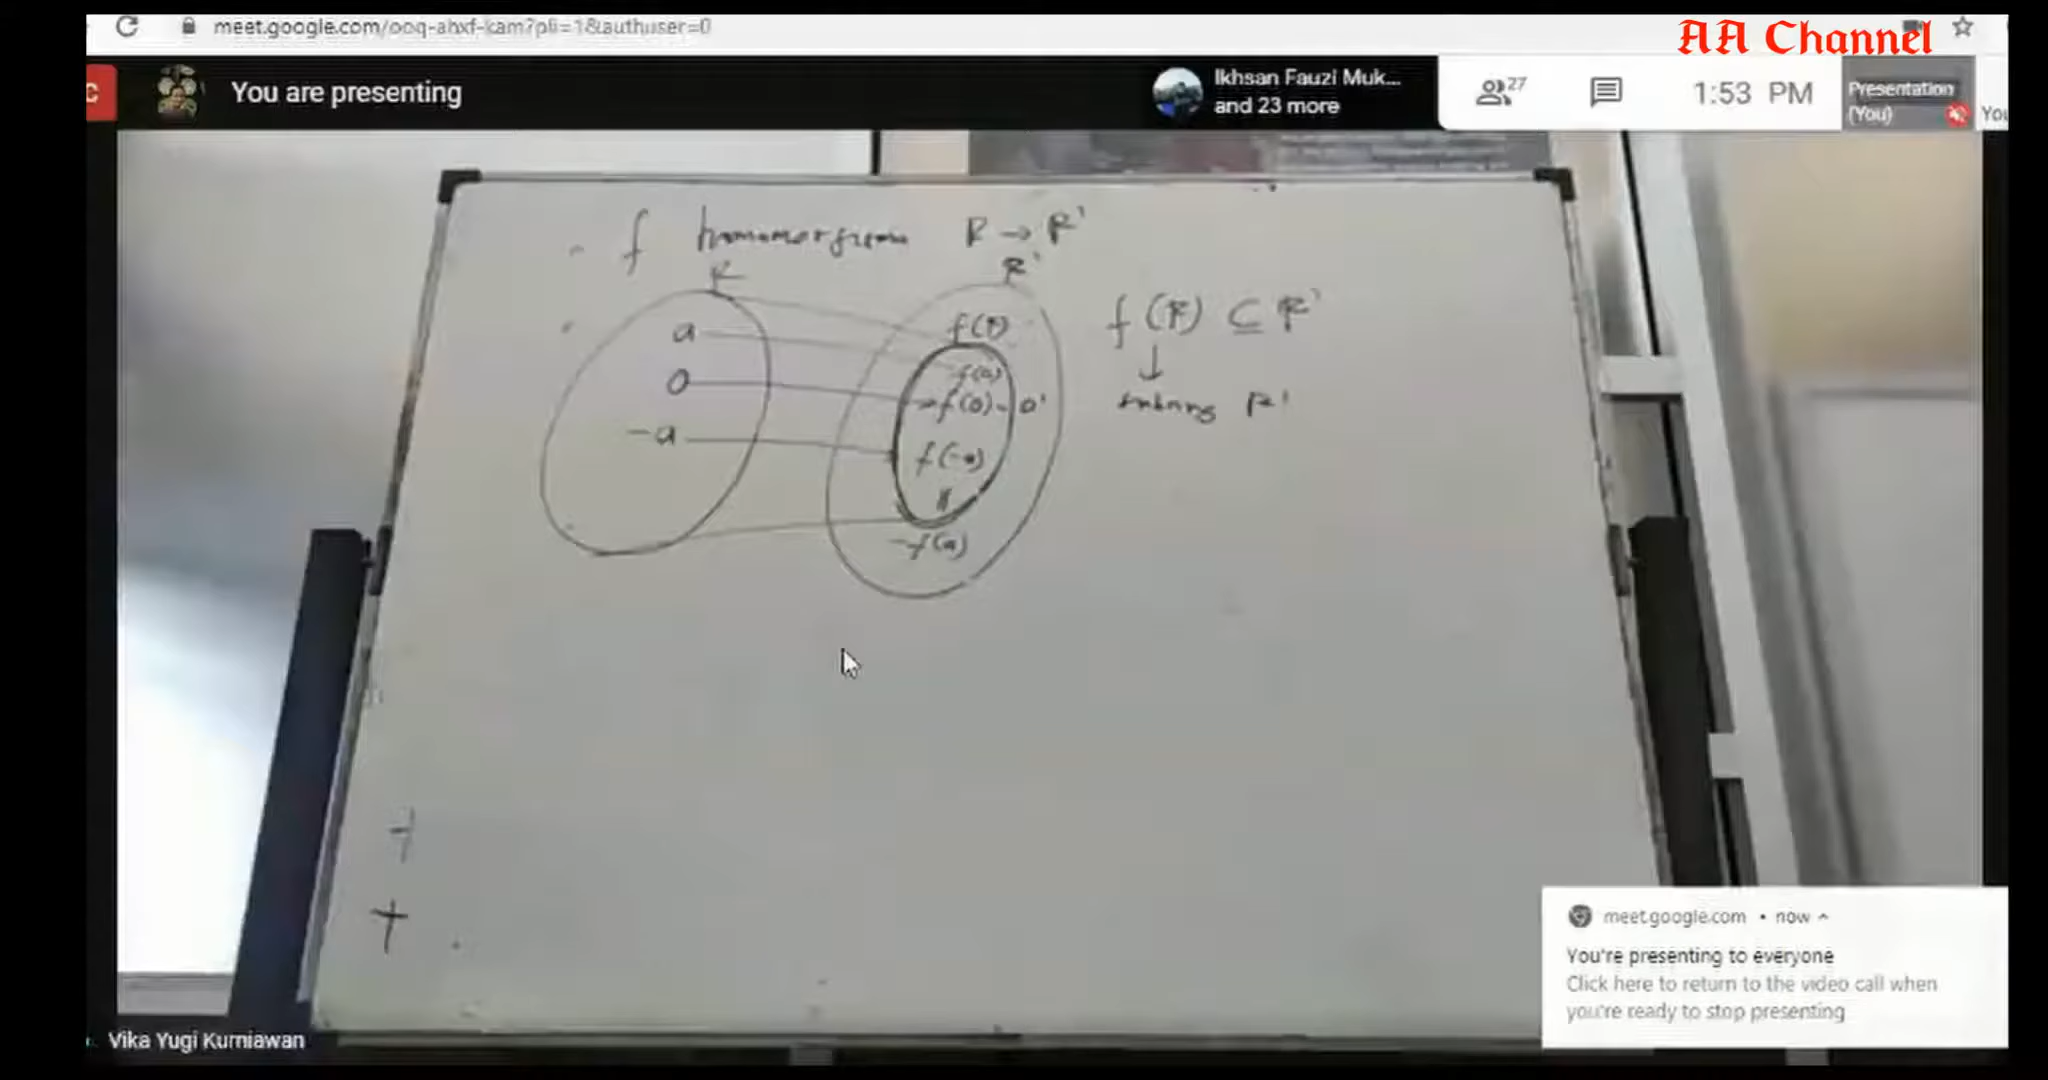 meet.google.com/ooq-ahxf-kam?pli=1&authuser=0
AA Channel
You are presenting
Ikhsan Fauzi Muk...
and 23 more
27
1:53 PM
Presentation
(You)
You
f homomorfisma R → R'
R
R'
a
0
-a
f(R)
f(a)
f(0) = 0'
f(-a)
||
-f(a)
f(R) ⊆ R'
↓
subring R'
+
+
meet.google.com • now
You're presenting to everyone
Click here to return to the video call when
you're ready to stop presenting
Vika Yugi Kurniawan